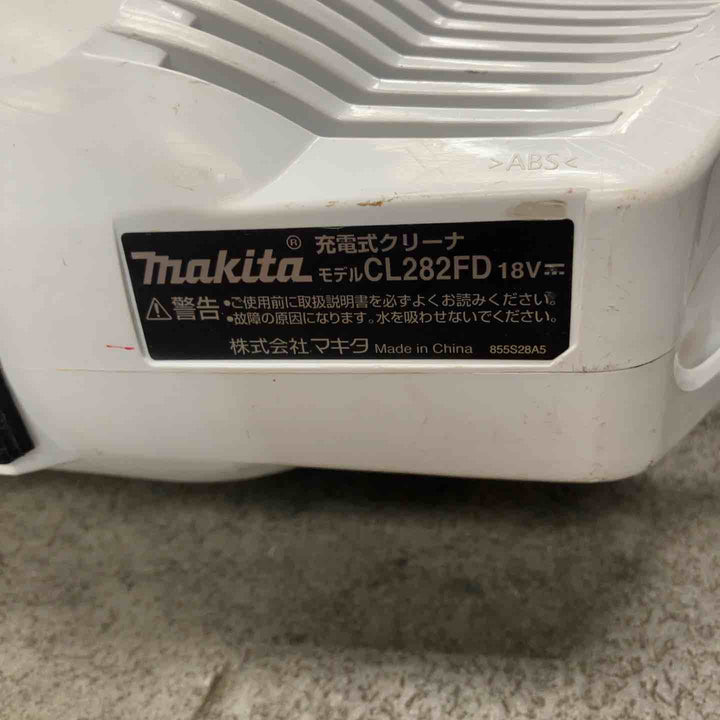 >ABS<
makita® 充電式クリーナ
モデルCL282FD 18V⎓
⚠警告 •ご使用前に取扱説明書を必ずよくお読みください。
•故障の原因になります。水を吸わせないでください。
株式会社マキタ Made in China 855S28A5